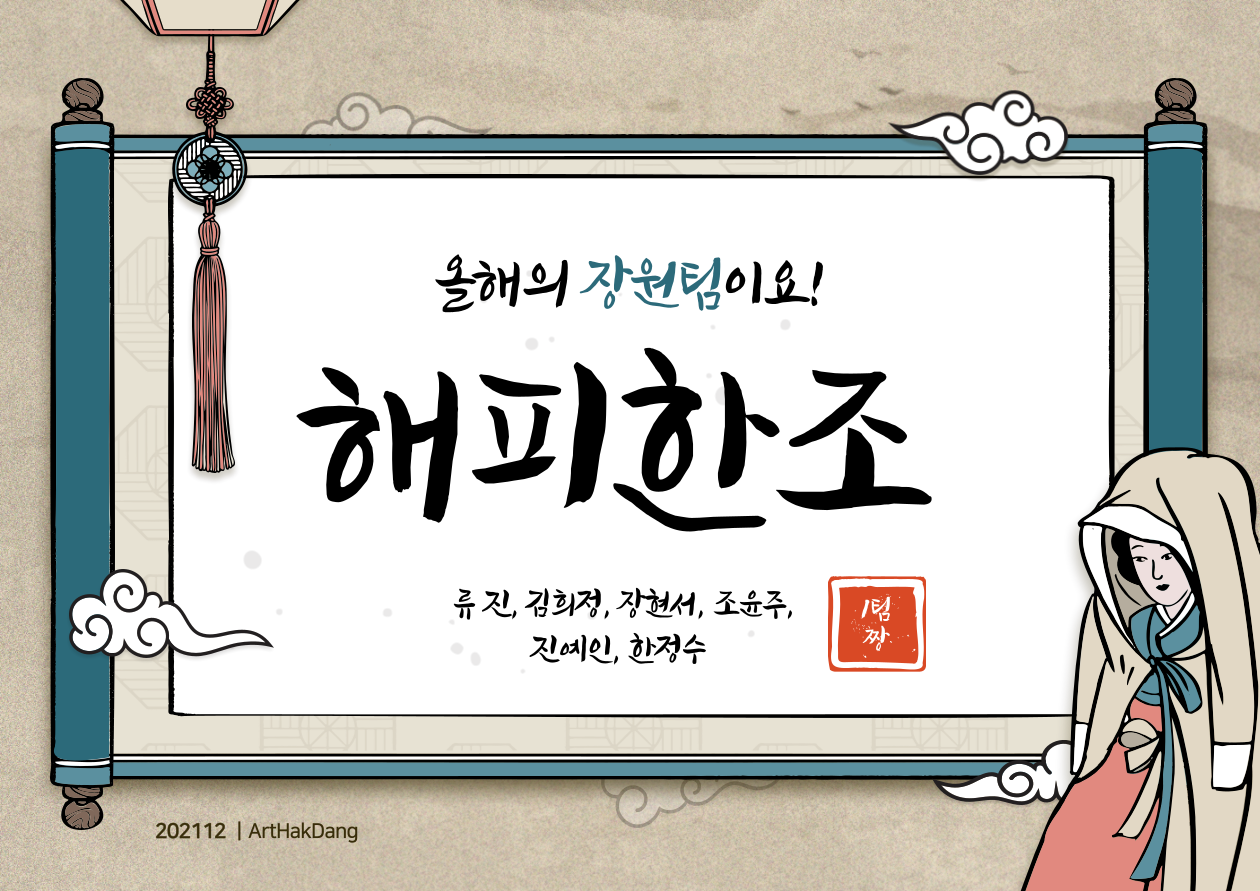 올해의 장원팀이요!
해피한조
류 진, 김희정, 장현서, 조윤주,
진예인, 한정수
1팀
짱
202112 | ArtHakDang